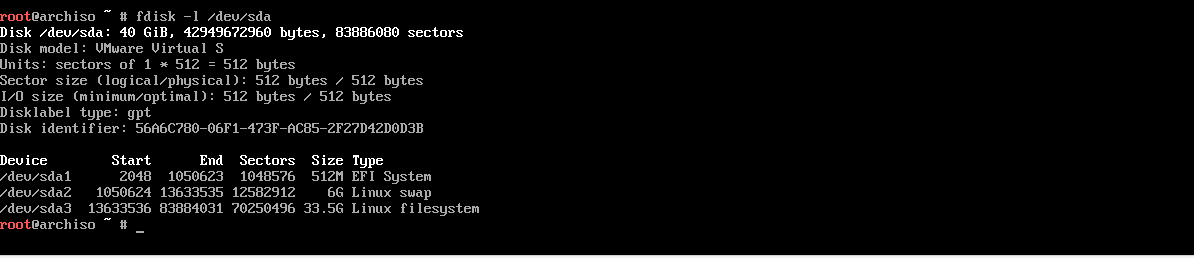 root@archiso ~ # fdisk -l /dev/sda
Disk /dev/sda: 40 GiB, 42949672960 bytes, 83886080 sectors
Disk model: VMware Virtual S
Units: sectors of 1 * 512 = 512 bytes
Sector size (logical/physical): 512 bytes / 512 bytes
I/O size (minimum/optimal): 512 bytes / 512 bytes
Disklabel type: gpt
Disk identifier: 56A6C780-06F1-473F-AC85-2F27D42D0D3B

Device        Start      End  Sectors  Size Type
/dev/sda1      2048  1050623  1048576  512M EFI System
/dev/sda2   1050624 13633535 12582912    6G Linux swap
/dev/sda3  13633536 83884031 70250496 33.5G Linux filesystem
root@archiso ~ # _